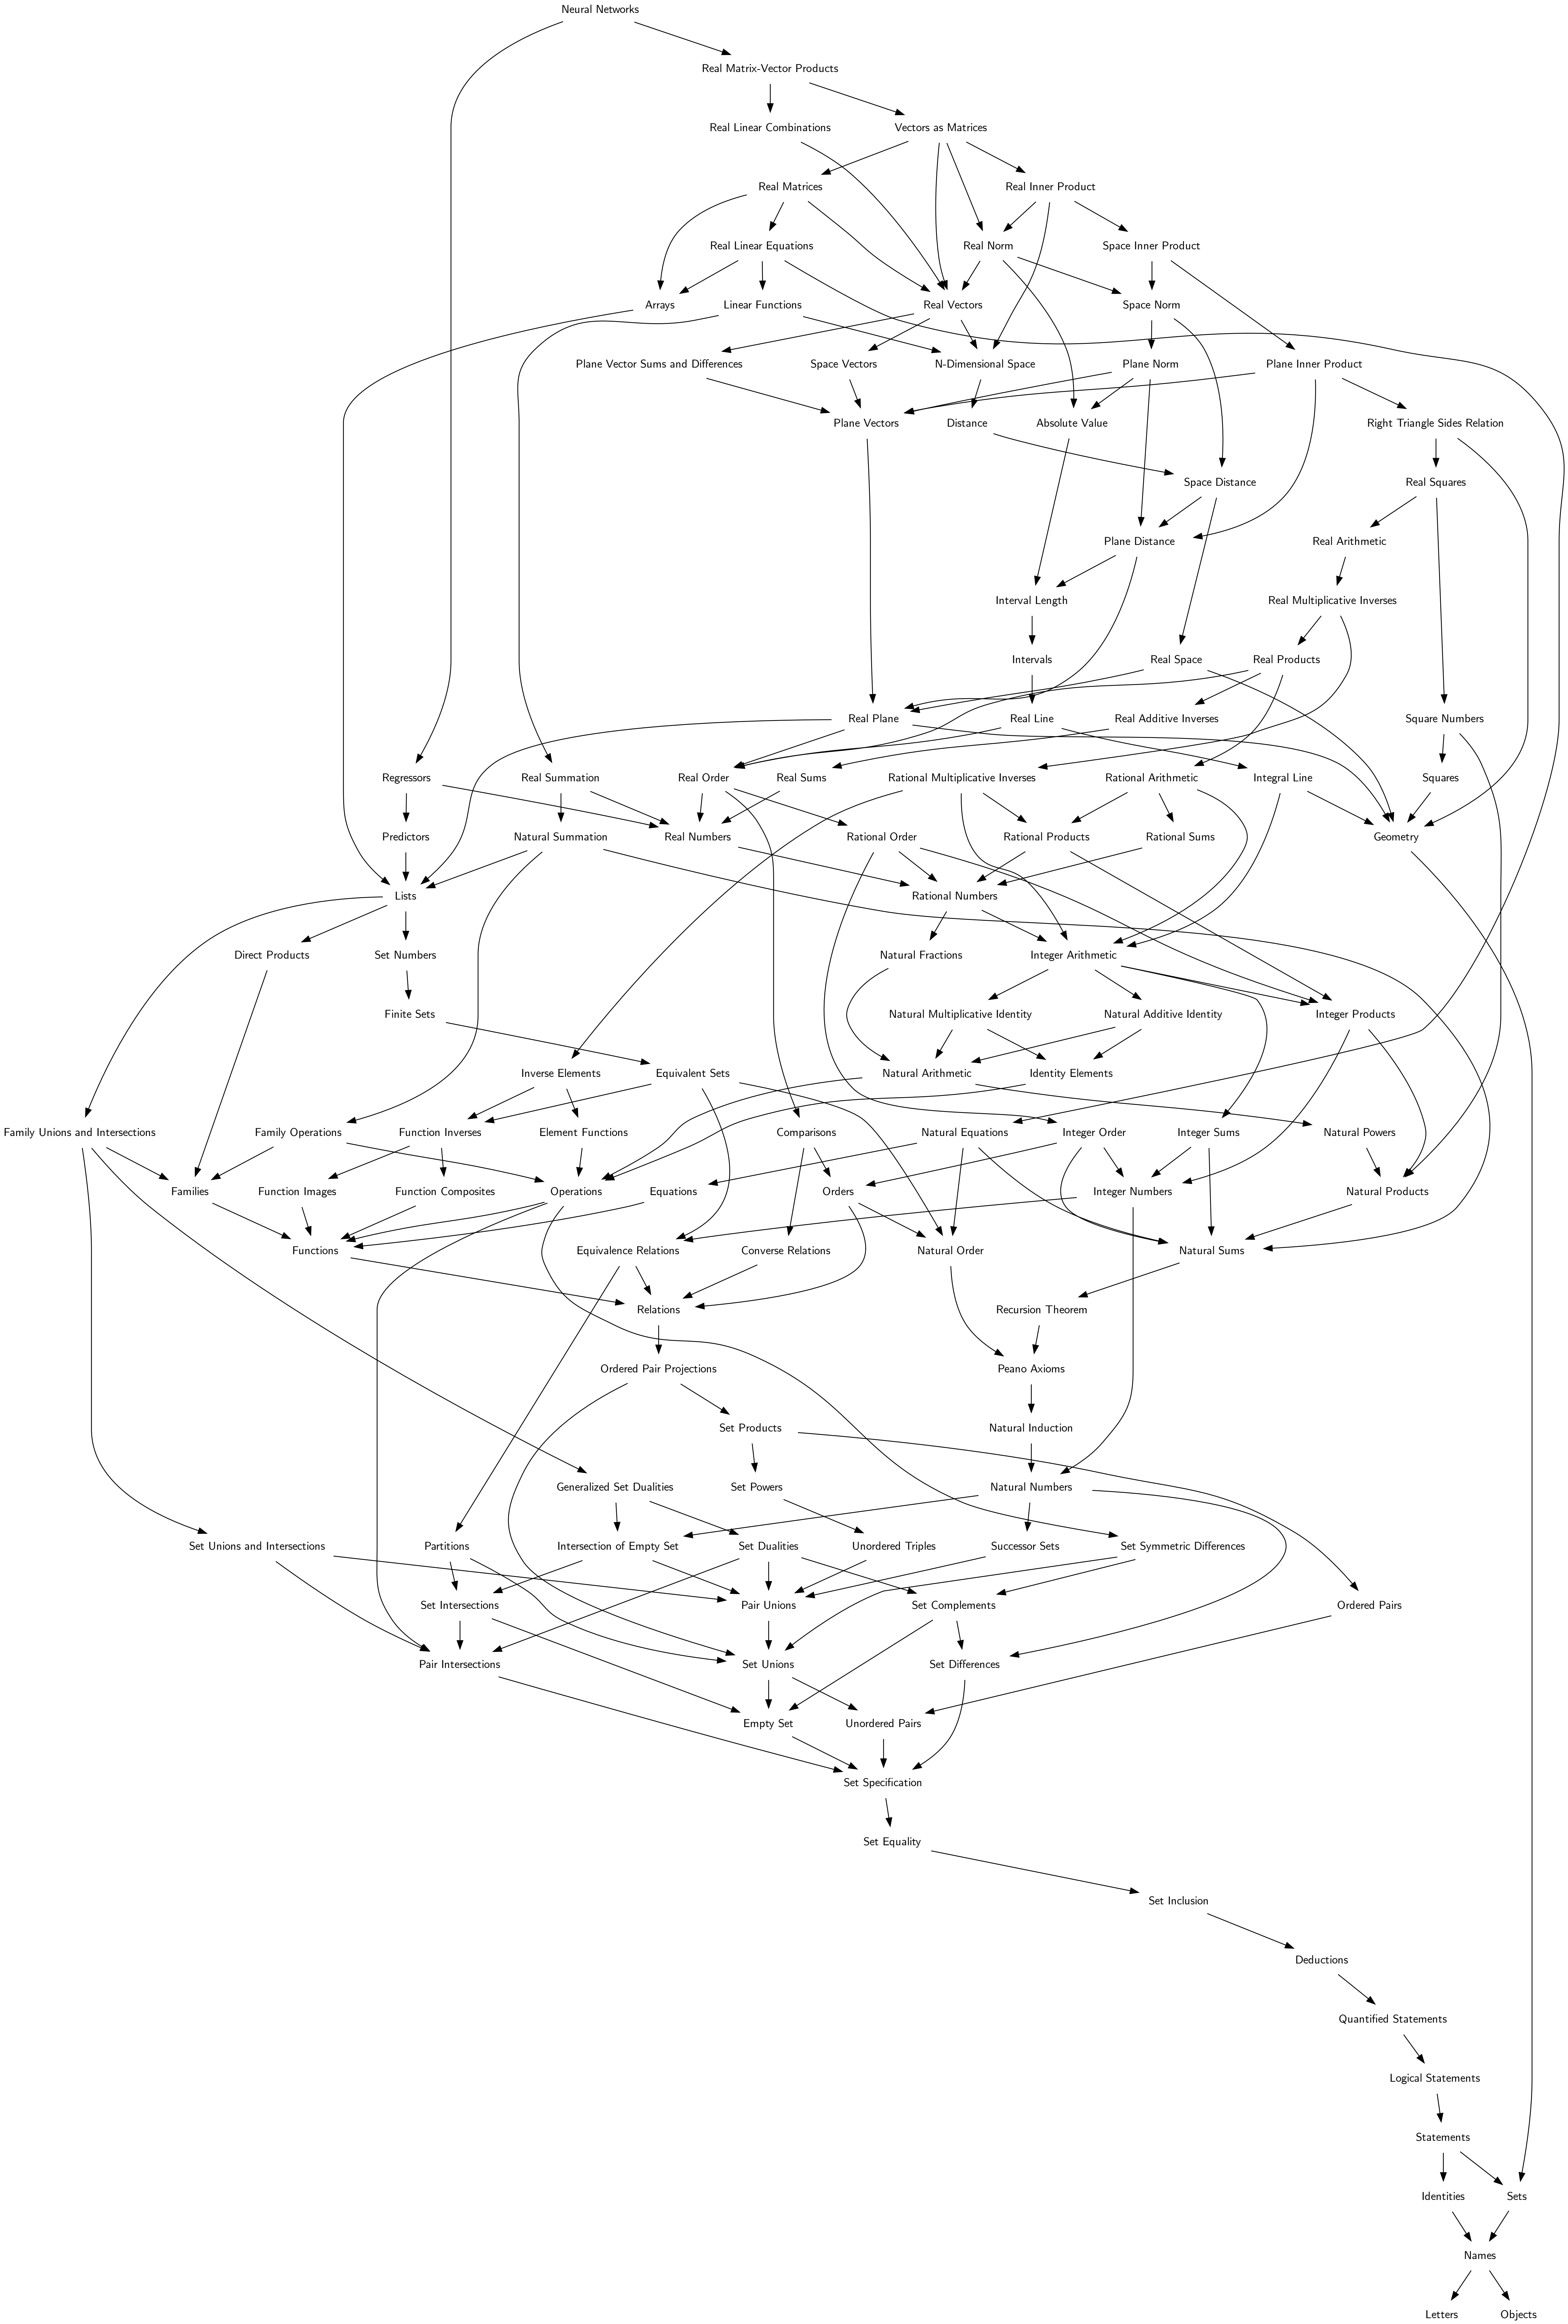 Neural Networks
Real Matrix-Vector Products
Real Linear Combinations
Vectors as Matrices
Real Matrices
Real Inner Product
Real Linear Equations
Real Norm
Space Inner Product
Arrays
Linear Functions
Real Vectors
Space Norm
Plane Vector Sums and Differences
Space Vectors
N-Dimensional Space
Plane Norm
Plane Inner Product
Plane Vectors
Distance
Absolute Value
Right Triangle Sides Relation
Space Distance
Real Squares
Plane Distance
Real Arithmetic
Interval Length
Real Multiplicative Inverses
Intervals
Real Space
Real Products
Real Plane
Real Line
Real Additive Inverses
Square Numbers
Regressors
Real Summation
Real Order
Real Sums
Rational Multiplicative Inverses
Rational Arithmetic
Integral Line
Squares
Predictors
Natural Summation
Real Numbers
Rational Order
Rational Products
Rational Sums
Geometry
Lists
Rational Numbers
Direct Products
Set Numbers
Natural Fractions
Integer Arithmetic
Finite Sets
Natural Multiplicative Identity
Natural Additive Identity
Integer Products
Inverse Elements
Equivalent Sets
Natural Arithmetic
Identity Elements
Family Unions and Intersections
Family Operations
Function Inverses
Element Functions
Comparisons
Natural Equations
Integer Order
Integer Sums
Natural Powers
Families
Function Images
Function Composites
Operations
Equations
Orders
Integer Numbers
Natural Products
Functions
Equivalence Relations
Converse Relations
Natural Order
Natural Sums
Relations
Recursion Theorem
Ordered Pair Projections
Peano Axioms
Set Products
Natural Induction
Generalized Set Dualities
Set Powers
Natural Numbers
Set Unions and Intersections
Partitions
Intersection of Empty Set
Set Dualities
Unordered Triples
Successor Sets
Set Symmetric Differences
Set Intersections
Pair Unions
Set Complements
Ordered Pairs
Pair Intersections
Set Unions
Set Differences
Empty Set
Unordered Pairs
Set Specification
Set Equality
Set Inclusion
Deductions
Quantified Statements
Logical Statements
Statements
Identities
Sets
Names
Letters
Objects